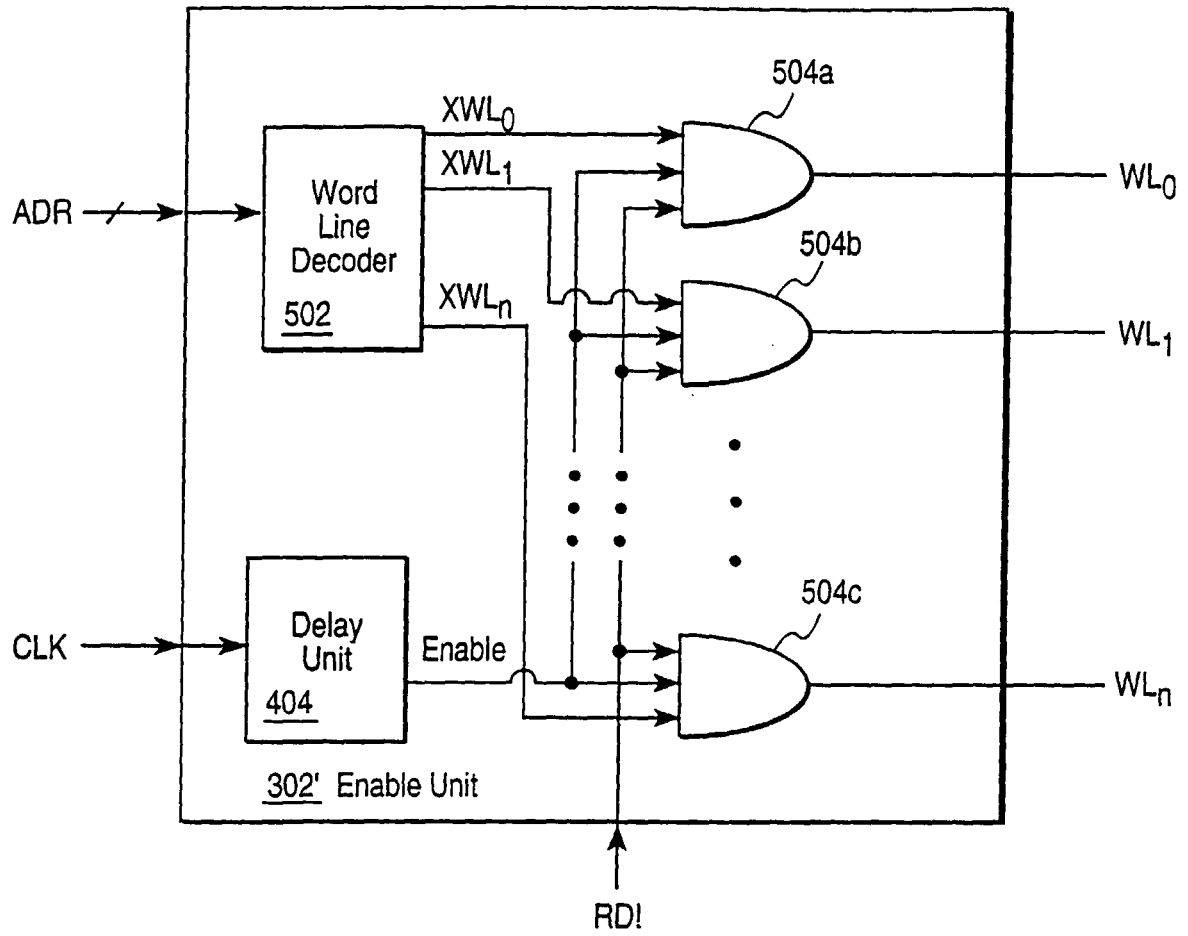 504a
XWL0
WL0
XWL1
Word
Line
Decoder
502
ADR
504b
XWLn
WL1
504c
Delay
Unit
404
CLK
Enable
WLn
302' Enable Unit
RD!